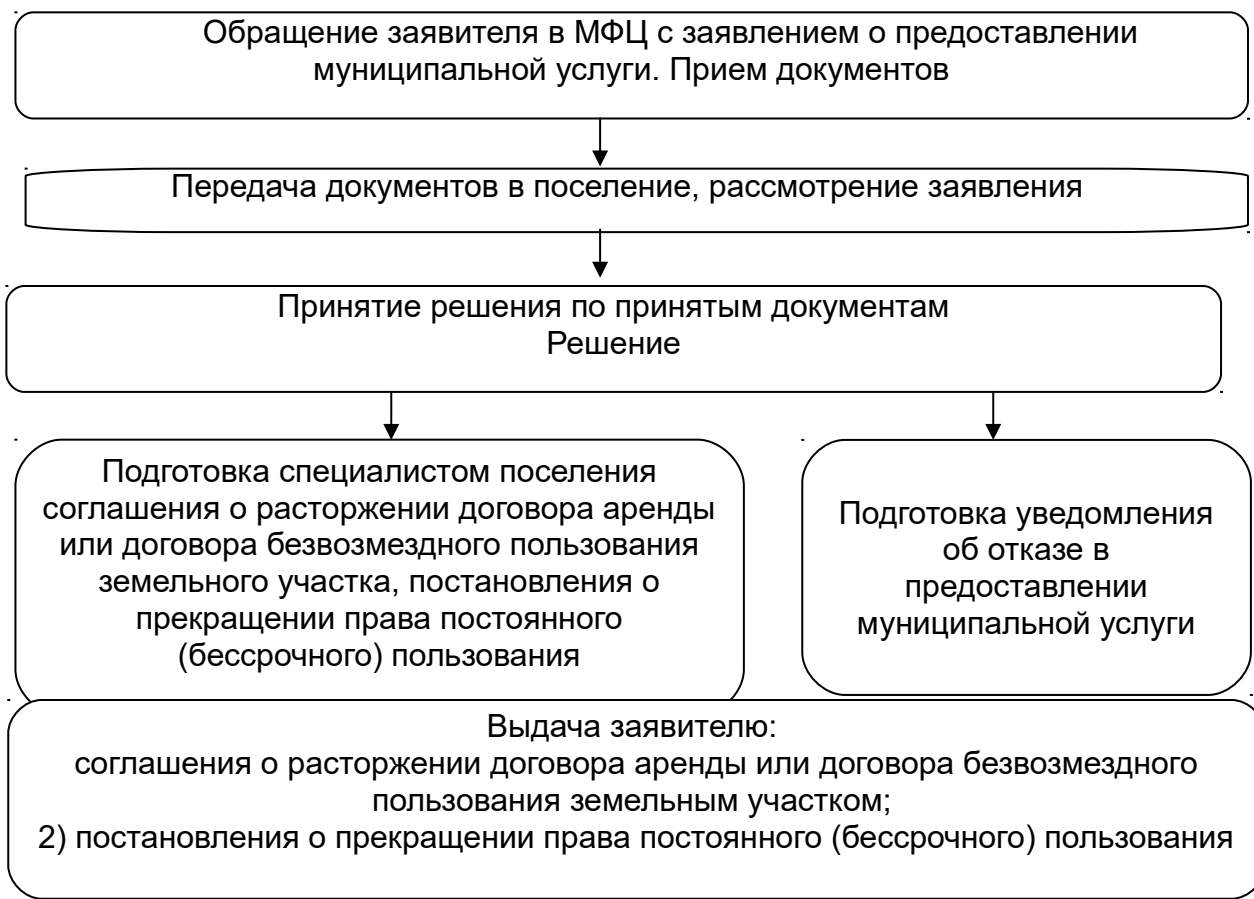 Обращение заявителя в МФЦ с заявлением о предоставлении
муниципальной услуги. Прием документов
Передача документов в поселение, рассмотрение заявления
Принятие решения по принятым документам
Решение
Подготовка специалистом поселения
соглашения о расторжении договора аренды
или договора безвозмездного пользования
земельного участка, постановления о
прекращении права постоянного
(бессрочного) пользования
Подготовка уведомления
об отказе в
предоставлении
муниципальной услуги
Выдача заявителю:
соглашения о расторжении договора аренды или договора безвозмездного
пользования земельным участком;
2) постановления о прекращении права постоянного (бессрочного) пользования